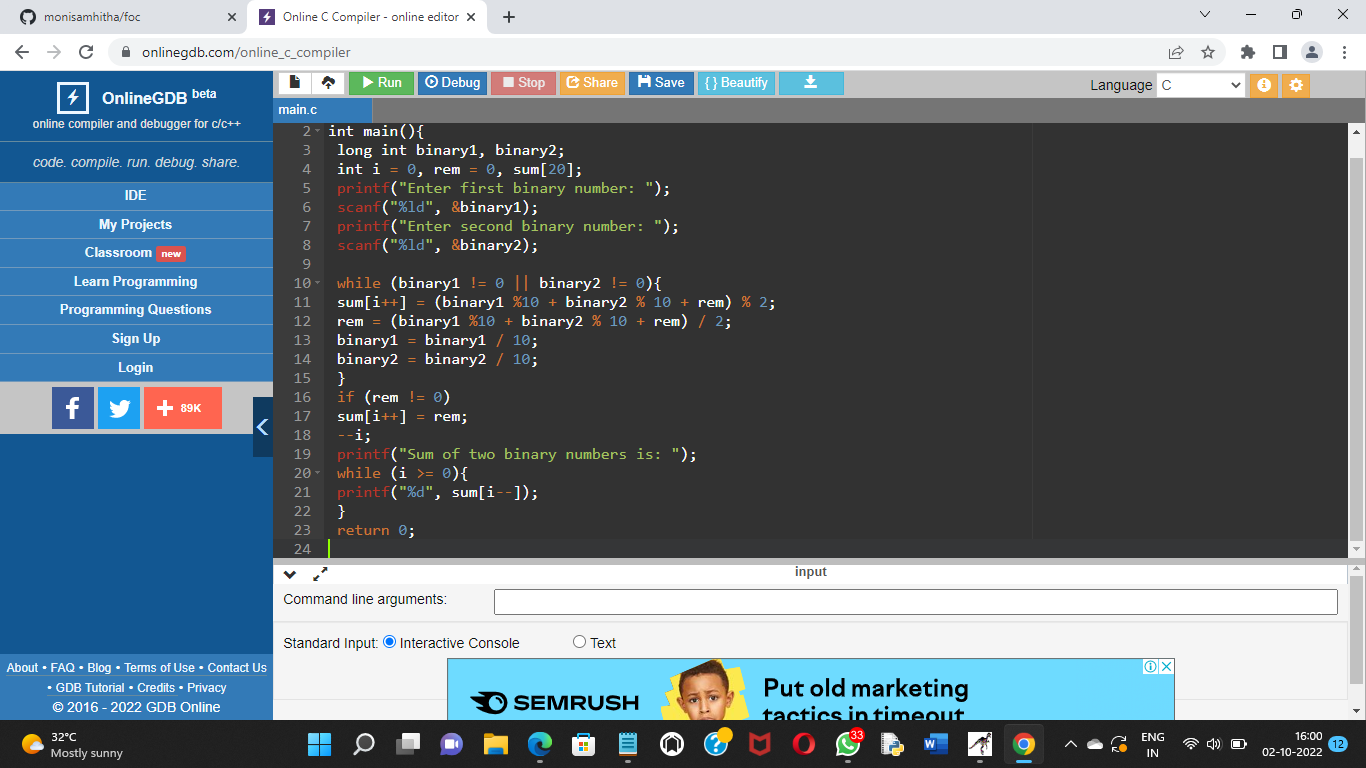 monisamhitha/foc
Online C Compiler - online editor
onlinegdb.com/online_c_compiler
OnlineGDB beta
online compiler and debugger for c/c++
code. compile. run. debug. share.
IDE
My Projects
Classroom new
Learn Programming
Programming Questions
Sign Up
Login
f
+ 89K
About • FAQ • Blog • Terms of Use • Contact Us
• GDB Tutorial • Credits • Privacy
© 2016 - 2022 GDB Online
Run Debug Stop Share Save { } Beautify
Language C
main.c
2 int main(){
3 long int binary1, binary2;
4 int i = 0, rem = 0, sum[20];
5 printf("Enter first binary number: ");
6 scanf("%ld", &binary1);
7 printf("Enter second binary number: ");
8 scanf("%ld", &binary2);
9
10 while (binary1 != 0 || binary2 != 0){
11 sum[i++] = (binary1 %10 + binary2 % 10 + rem) % 2;
12 rem = (binary1 %10 + binary2 % 10 + rem) / 2;
13 binary1 = binary1 / 10;
14 binary2 = binary2 / 10;
15 }
16 if (rem != 0)
17 sum[i++] = rem;
18 --i;
19 printf("Sum of two binary numbers is: ");
20 while (i >= 0){
21 printf("%d", sum[i--]);
22 }
23 return 0;
24
input
Command line arguments:
Standard Input: Interactive Console Text
SEMRUSH
Put old marketing
tactics in timeout
32°C
Mostly sunny
33
ENG
IN
16:00
02-10-2022
12